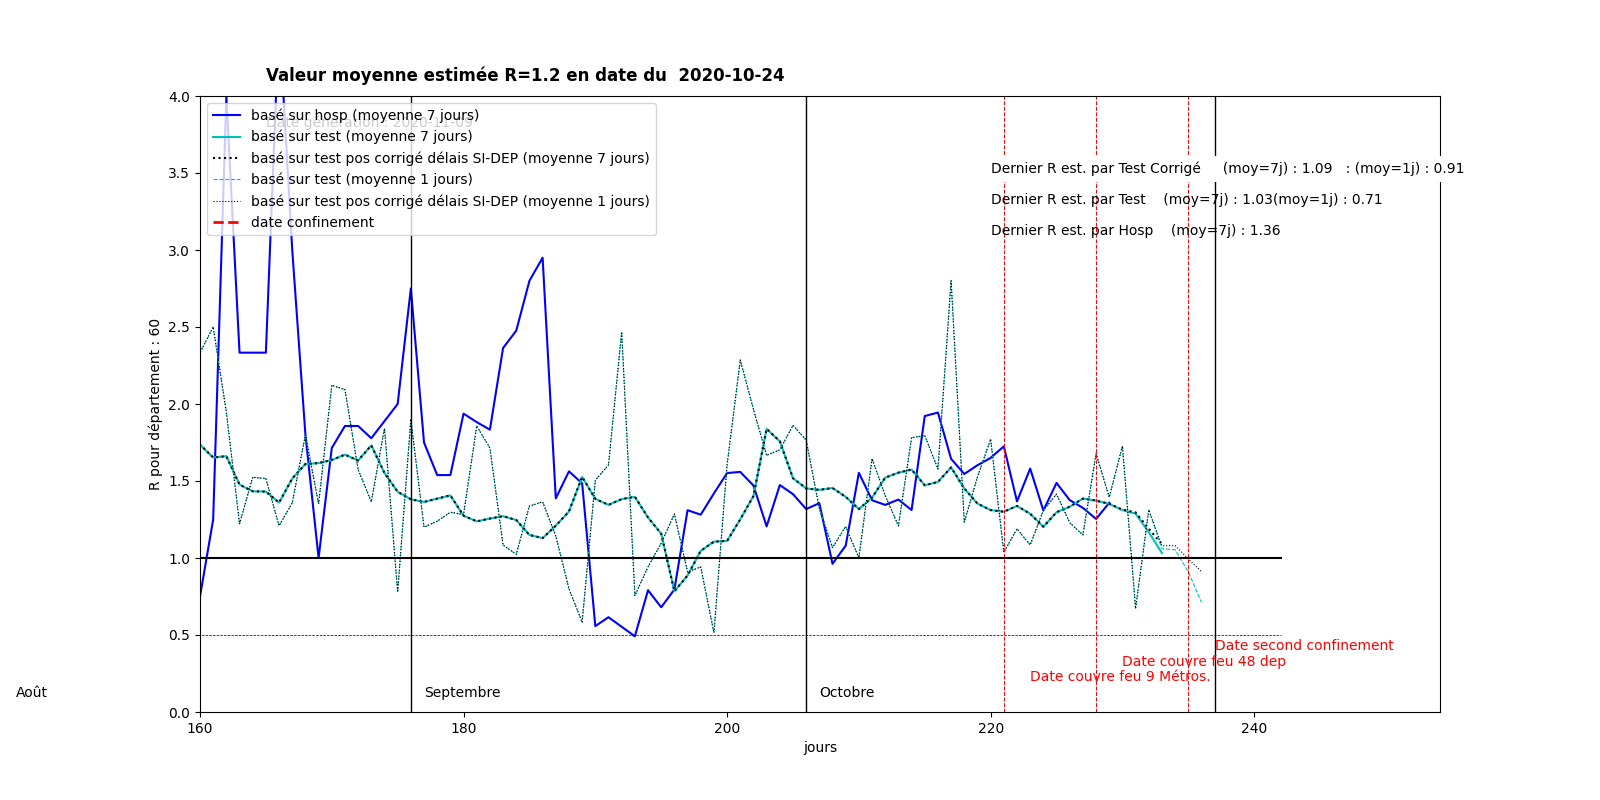 Valeur moyenne estimée R=1.2 en date du  2020-10-24
Date génération : 2020-11-09
basé sur hosp (moyenne 7 jours)
basé sur test (moyenne 7 jours)
basé sur test pos corrigé délais SI-DEP (moyenne 7 jours)
basé sur test (moyenne 1 jours)
basé sur test pos corrigé délais SI-DEP (moyenne 1 jours)
date confinement
Dernier R est. par Test Corrigé     (moy=7j) : 1.09   : (moy=1j) : 0.91
Dernier R est. par Test    (moy=7j) : 1.03(moy=1j) : 0.71
Dernier R est. par Hosp    (moy=7j) : 1.36
4.0
3.5
3.0
2.5
2.0
1.5
1.0
0.5
0.0
R pour département : 60
Date second confinement
Date couvre feu 48 dep
Date couvre feu 9 Métros.
Août
Septembre
Octobre
160
180
200
220
240
jours